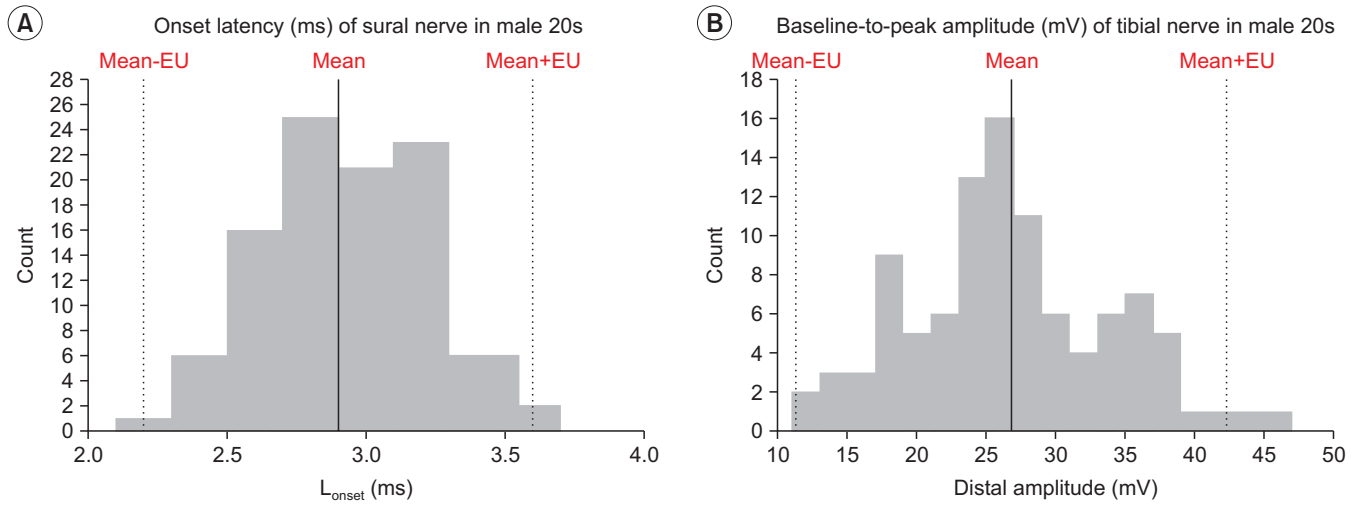 A
Onset latency (ms) of sural nerve in male 20s
Mean-EU
Mean
Mean+EU
28
26
24
22
20
18
16
14
12
10
8
6
4
2
0
Count
2.0
2.5
3.0
3.5
4.0
Lonset (ms)
B
Baseline-to-peak amplitude (mV) of tibial nerve in male 20s
Mean-EU
Mean
Mean+EU
18
16
14
12
10
8
6
4
2
0
Count
10
15
20
25
30
35
40
45
50
Distal amplitude (mV)